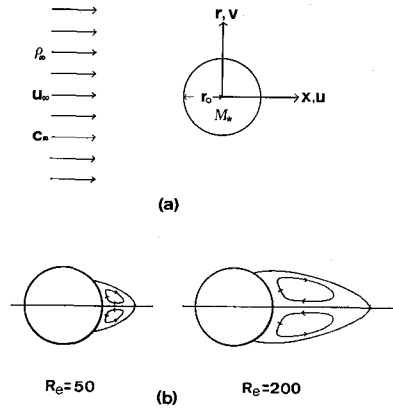 r,v
ρ∞
u∞
r₀
x,u
M*
c∞
(a)
Re=50
Re=200
(b)